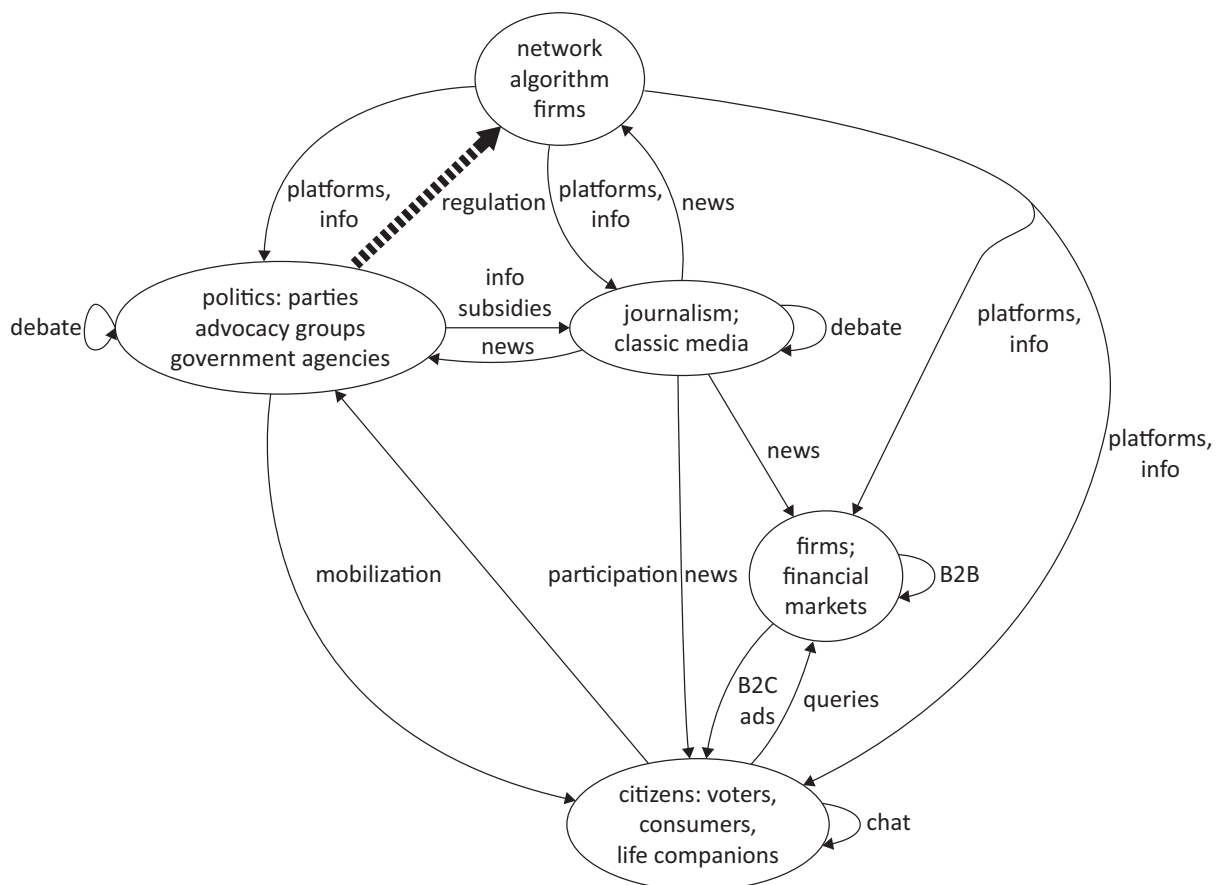 network
algorithm
firms
platforms,
info
regulation
platforms,
info
news
politics: parties
advocacy groups
government agencies
debate
info
subsidies
news
journalism;
classic media
debate
platforms,
info
platforms,
info
news
mobilization
participation
news
firms;
financial
markets
B2B
B2C
ads
queries
citizens: voters,
consumers,
life companions
chat